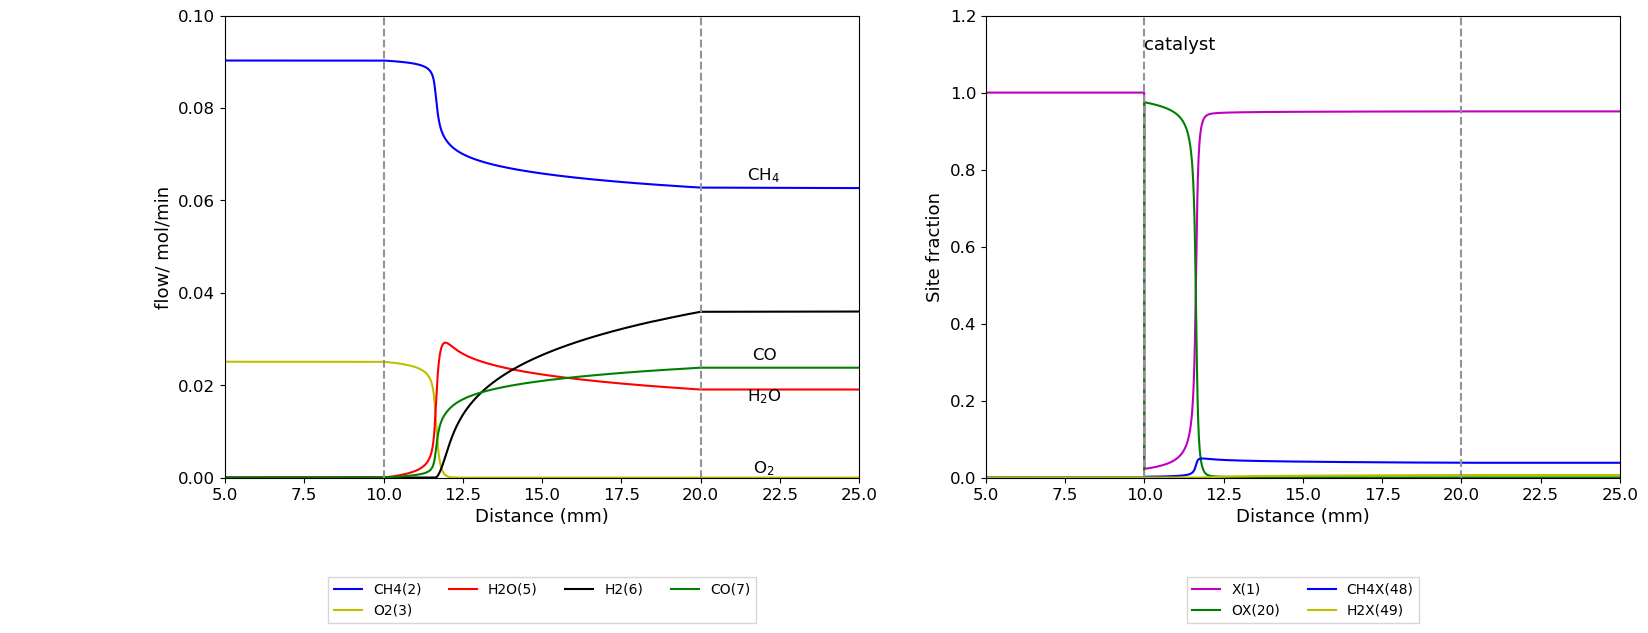 0.10
0.08
0.06
0.04
0.02
0.00
flow/ mol/min
CH₄
CO
H₂O
O₂
5.0 7.5 10.0 12.5 15.0 17.5 20.0 22.5 25.0
Distance (mm)
CH4(2) H2O(5) H2(6) CO(7)
O2(3)
1.2
1.0
0.8
0.6
0.4
0.2
0.0
Site fraction
catalyst
5.0 7.5 10.0 12.5 15.0 17.5 20.0 22.5 25.0
Distance (mm)
X(1) CH4X(48)
OX(20) H2X(49)